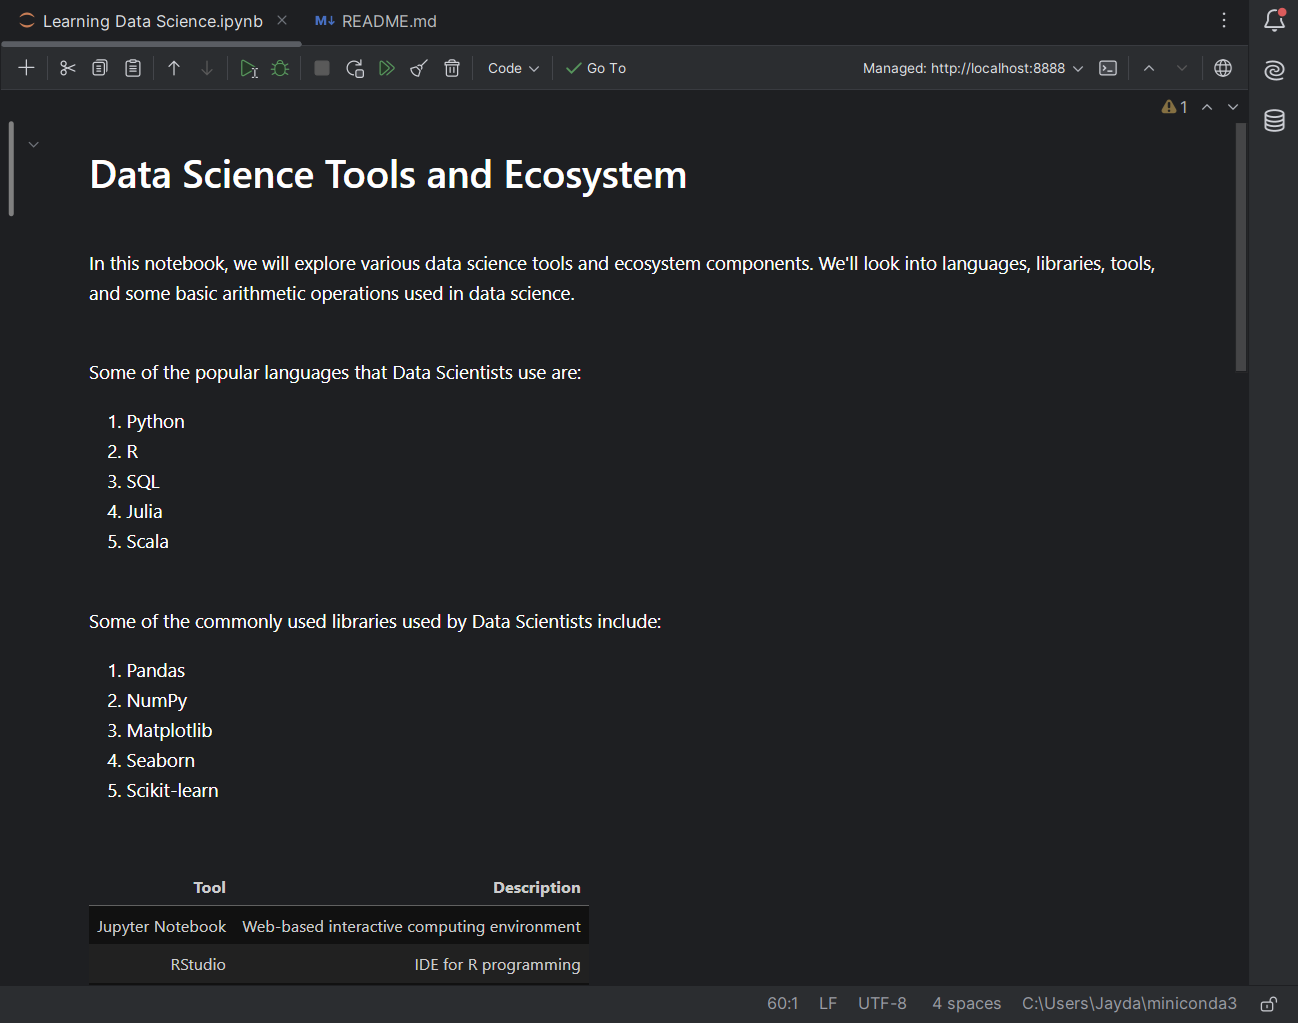 Learning Data Science.ipynb
README.md
Code
Go To
Managed: http://localhost:8888
1
Data Science Tools and Ecosystem
In this notebook, we will explore various data science tools and ecosystem components. We'll look into languages, libraries, tools,
and some basic arithmetic operations used in data science.
Some of the popular languages that Data Scientists use are:
1. Python
2. R
3. SQL
4. Julia
5. Scala
Some of the commonly used libraries used by Data Scientists include:
1. Pandas
2. NumPy
3. Matplotlib
4. Seaborn
5. Scikit-learn
Tool Description
Jupyter Notebook Web-based interactive computing environment
RStudio IDE for R programming
60:1 LF UTF-8 4 spaces C:\Users\Jayda\miniconda3